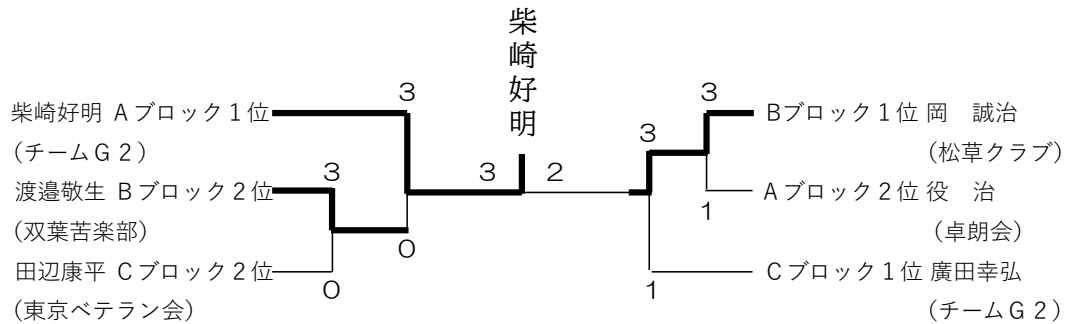 柴崎好明
3
3
柴崎好明 Aブロック1位
Bブロック1位 岡　誠治
(チームG2)
3
(松草クラブ)
3
3
2
渡邉敬生 Bブロック2位
Aブロック2位 役　治
(双葉苦楽部)
1
(卓朗会)
0
田辺康平 Cブロック2位
Cブロック1位 廣田幸弘
0
1
(東京ベテラン会)
(チームG2)